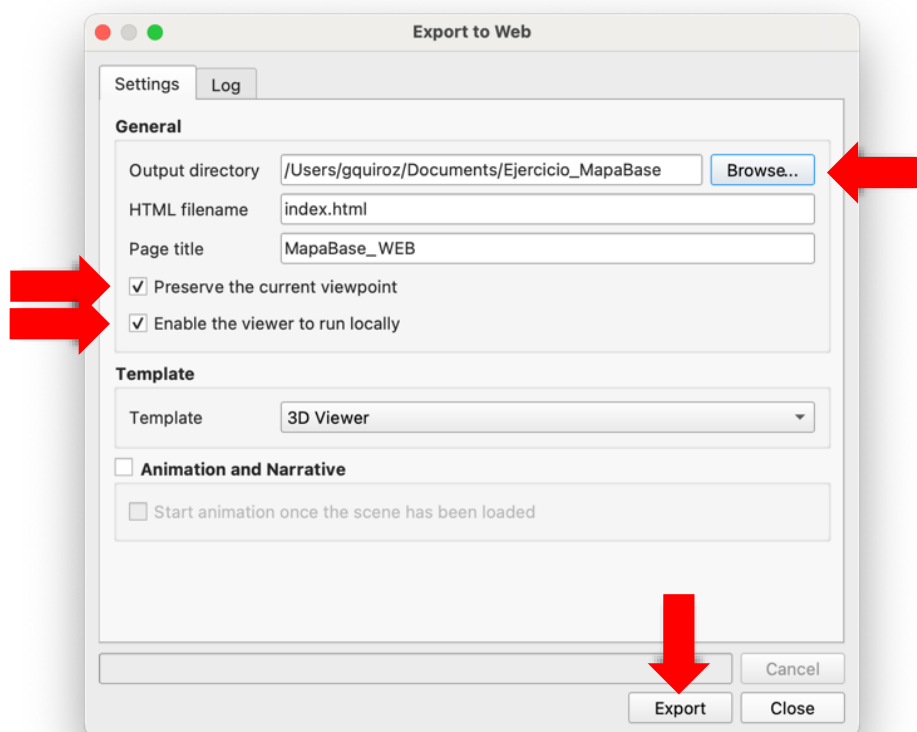 Export to Web
Settings Log
General
Output directory /Users/gquiroz/Documents/Ejercicio_MapaBase Browse...
HTML filename index.html
Page title MapaBase_WEB
Preserve the current viewpoint
Enable the viewer to run locally
Template
Template 3D Viewer
Animation and Narrative
Start animation once the scene has been loaded
Cancel
Export Close